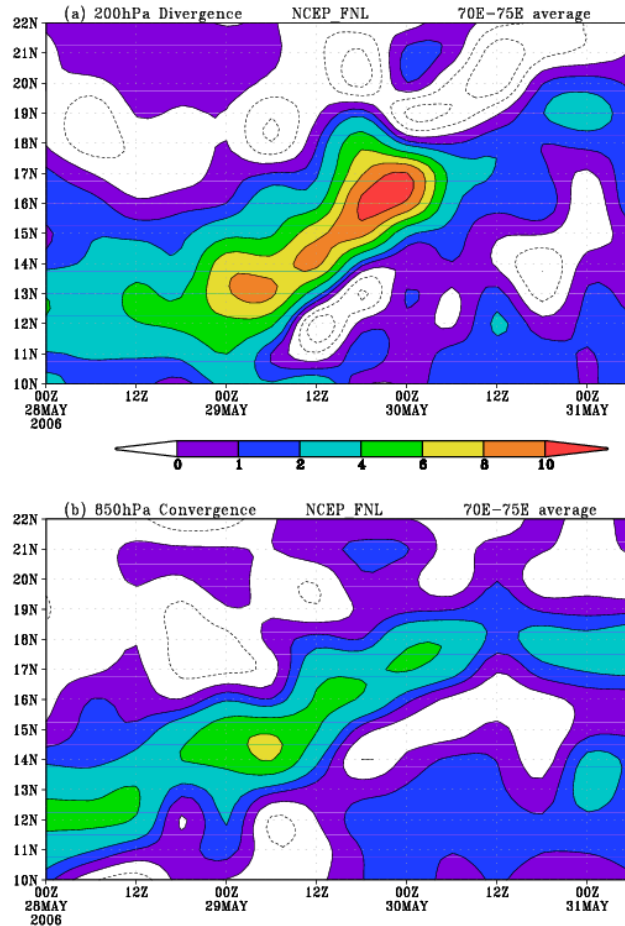 (a) 200hPa Divergence NCEP_FNL 70E-75E average
22N
21N
20N
19N
18N
17N
16N
15N
14N
13N
12N
11N
10N
00Z 12Z 00Z 12Z 00Z 12Z 00Z
28MAY 29MAY 30MAY 31MAY
2006
0 1 2 4 6 8 10
(b) 850hPa Convergence NCEP_FNL 70E-75E average
22N
21N
20N
19N
18N
17N
16N
15N
14N
13N
12N
11N
10N
00Z 12Z 00Z 12Z 00Z 12Z 00Z
28MAY 29MAY 30MAY 31MAY
2006